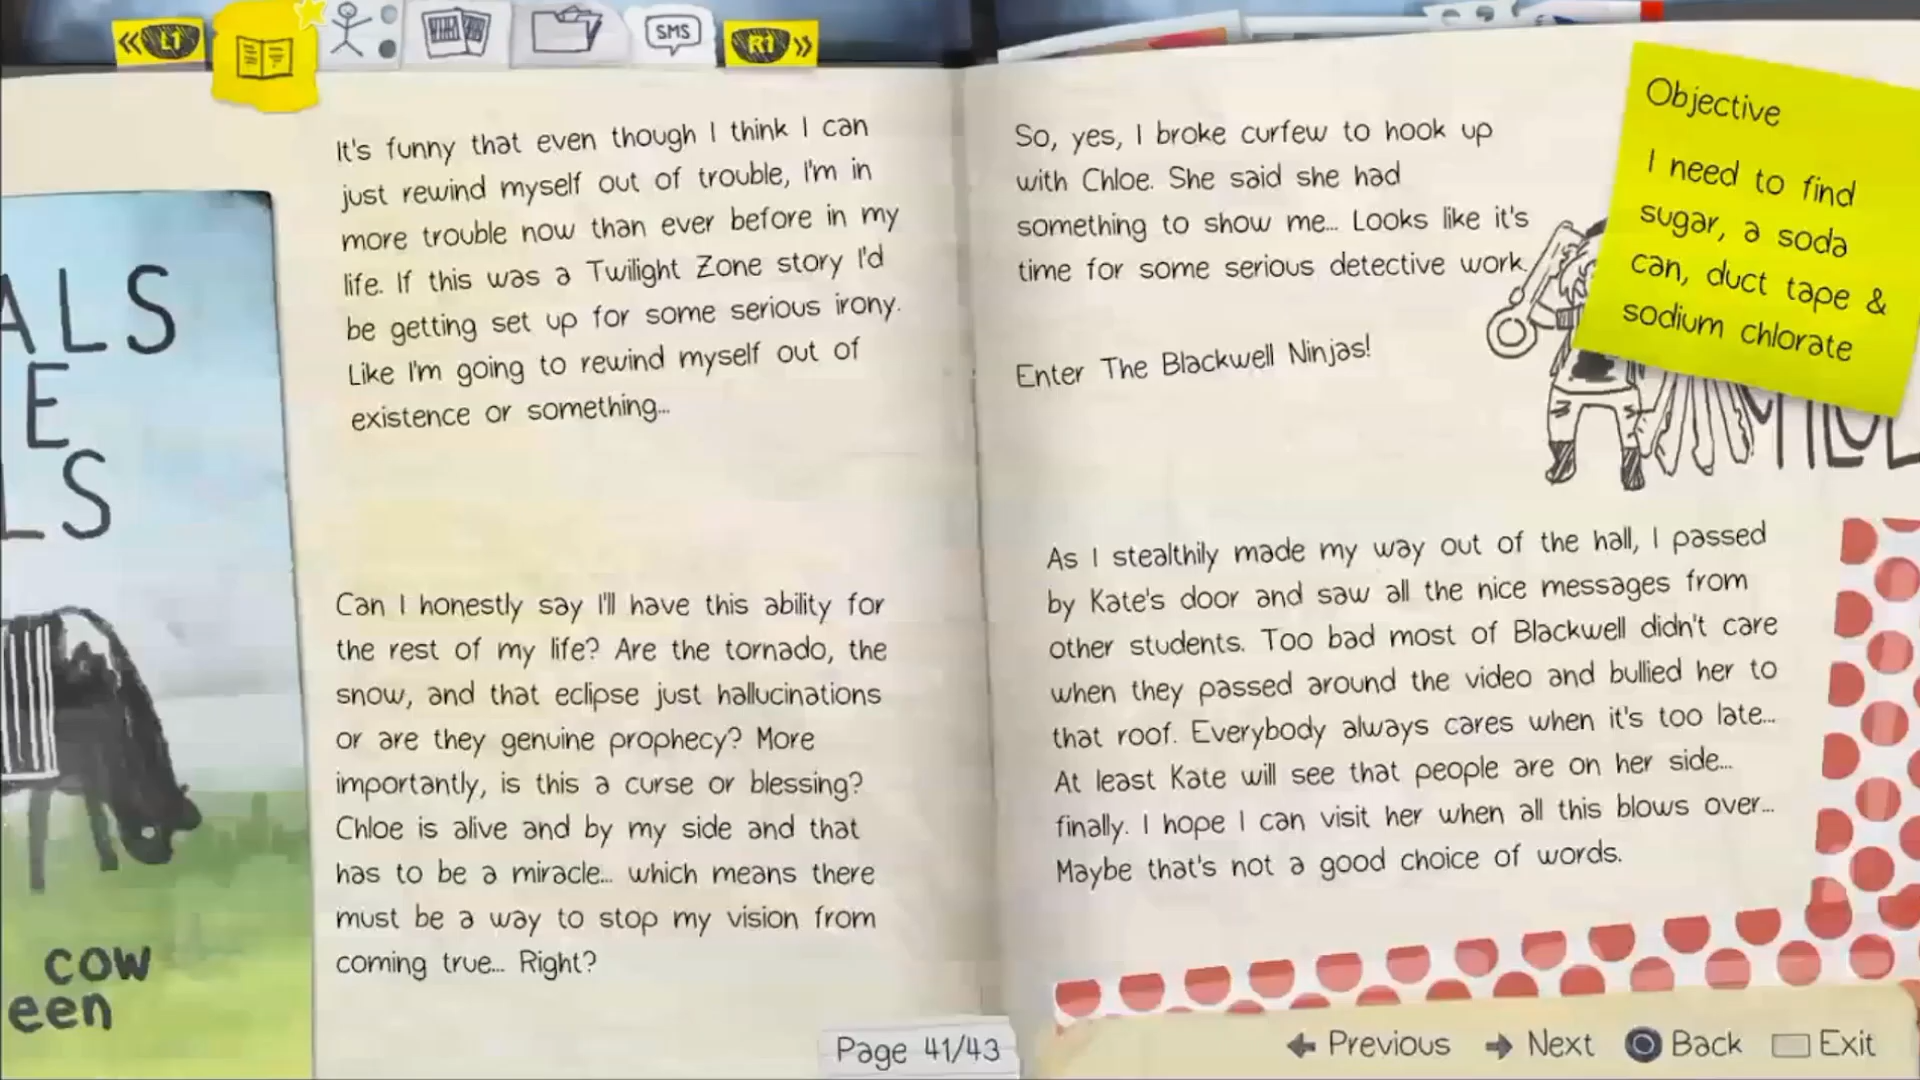 L1
SMS
R1
ALS
E
LS
cow
een
It's funny that even though I think I can
just rewind myself out of trouble, I'm in
more trouble now than ever before in my
life. If this was a Twilight Zone story I'd
be getting set up for some serious irony.
Like I'm going to rewind myself out of
existence or something...
Can I honestly say I'll have this ability for
the rest of my life? Are the tornado, the
snow, and that eclipse just hallucinations
or are they genuine prophecy? More
importantly, is this a curse or blessing?
Chloe is alive and by my side and that
has to be a miracle... which means there
must be a way to stop my vision from
coming true... Right?
So, yes, I broke curfew to hook up
with Chloe. She said she had
something to show me... Looks like it's
time for some serious detective work.
Enter The Blackwell Ninjas!
As I stealthily made my way out of the hall, I passed
by Kate's door and saw all the nice messages from
other students. Too bad most of Blackwell didn't care
when they passed around the video and bullied her to
that roof. Everybody always cares when it's too late...
At least Kate will see that people are on her side...
finally. I hope I can visit her when all this blows over...
Maybe that's not a good choice of words.
Objective
I need to find
sugar, a soda
can, duct tape &
sodium chlorate
Page 41/43
Previous
Next
Back
Exit